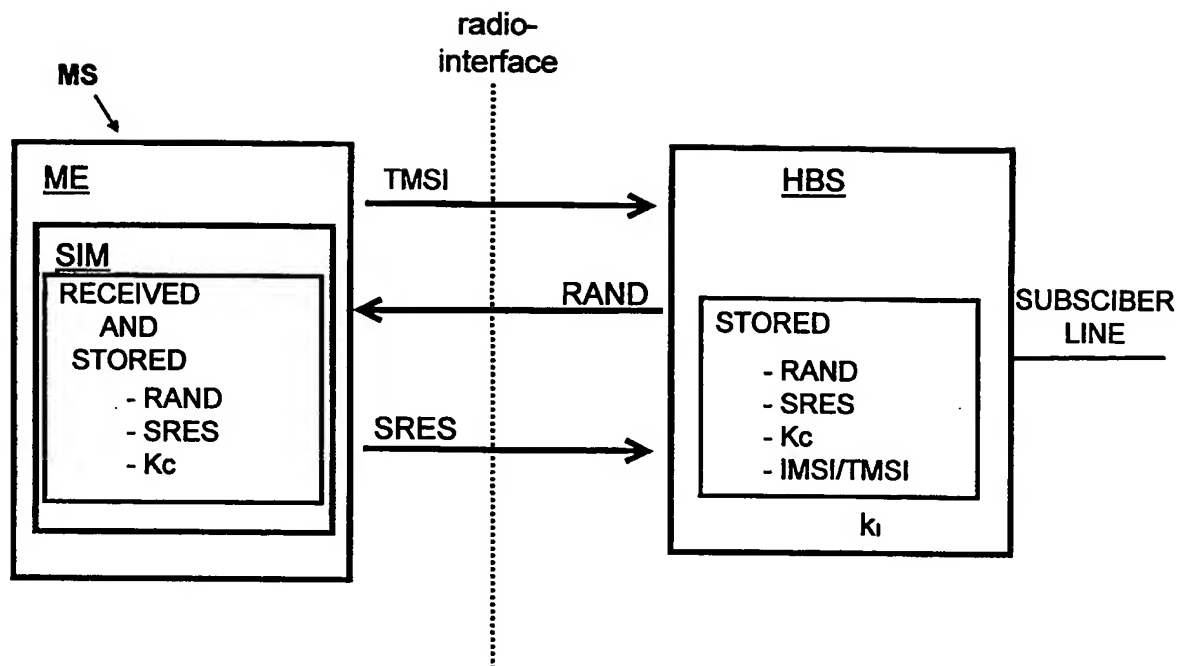 radio-
interface
MS
ME
SIM
RECEIVED
AND
STORED
- RAND
- SRES
- Kc
TMSI
RAND
SRES
HBS
STORED
- RAND
- SRES
- Kc
- IMSI/TMSI
kı
SUBSCIBER
LINE